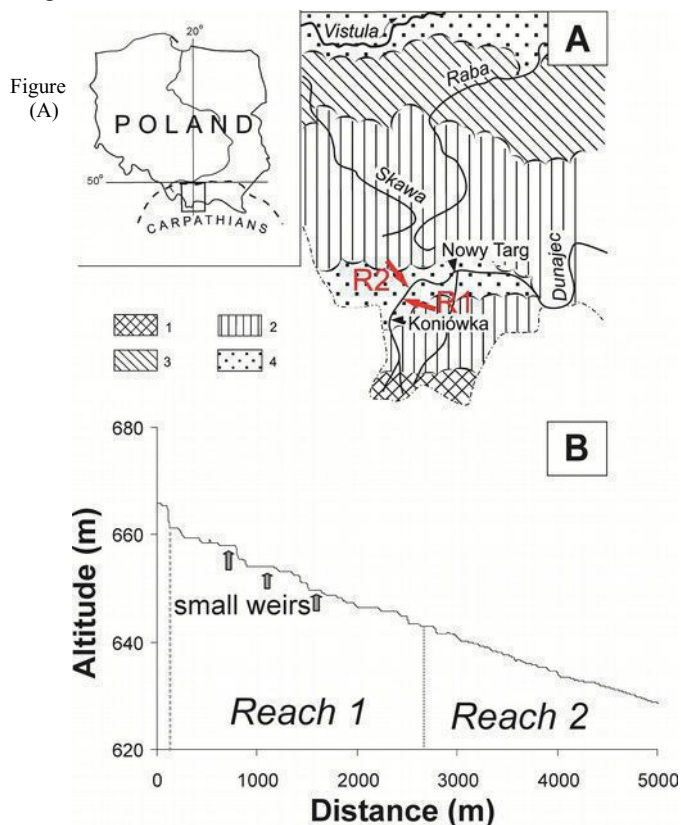 Figure
(A)
20°
POLAND
50°
CARPATHIANS
1
2
3
4
A
Vistula
Raba
Skawa
Nowy Targ
Dunajec
R2
R1
Koniówka
B
680
660
640
620
Altitude (m)
small weirs
Reach 1
Reach 2
0
1000
2000
3000
4000
5000
Distance (m)